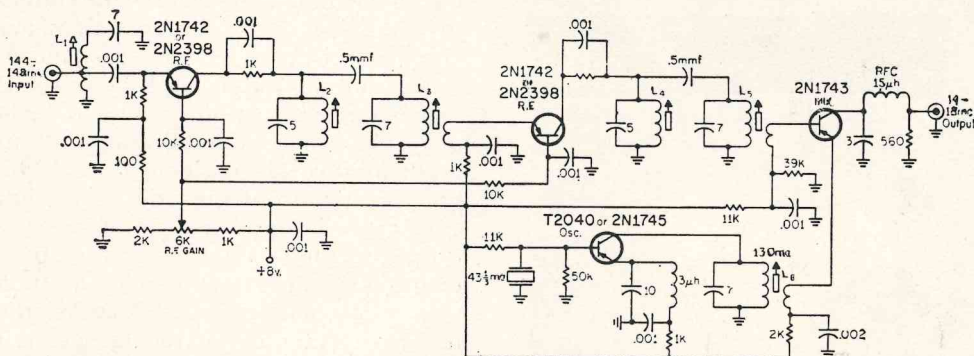 7
2N1742
or
2N2398
R.F
L1
.001
1K
.5mmf
144-
148mc
Input
.001
1K
.001
100
10K
.001
L2
5
7
L3
1K
.001
10K
2K
6K
1K
R.F GAIN
+8v.
.001
.001
2N1742
or
2N2398
R.F
.001
.5mmf
L4
5
7
L5
2N1743
MIX.
RFC
15μh
3
560
14-
18mc
Output
39K
11K
.001
T2040 or 2N1745
Osc.
11K
43⅓mc
50K
10
.001
3μh
1K
7
130mc
L6
2K
.002